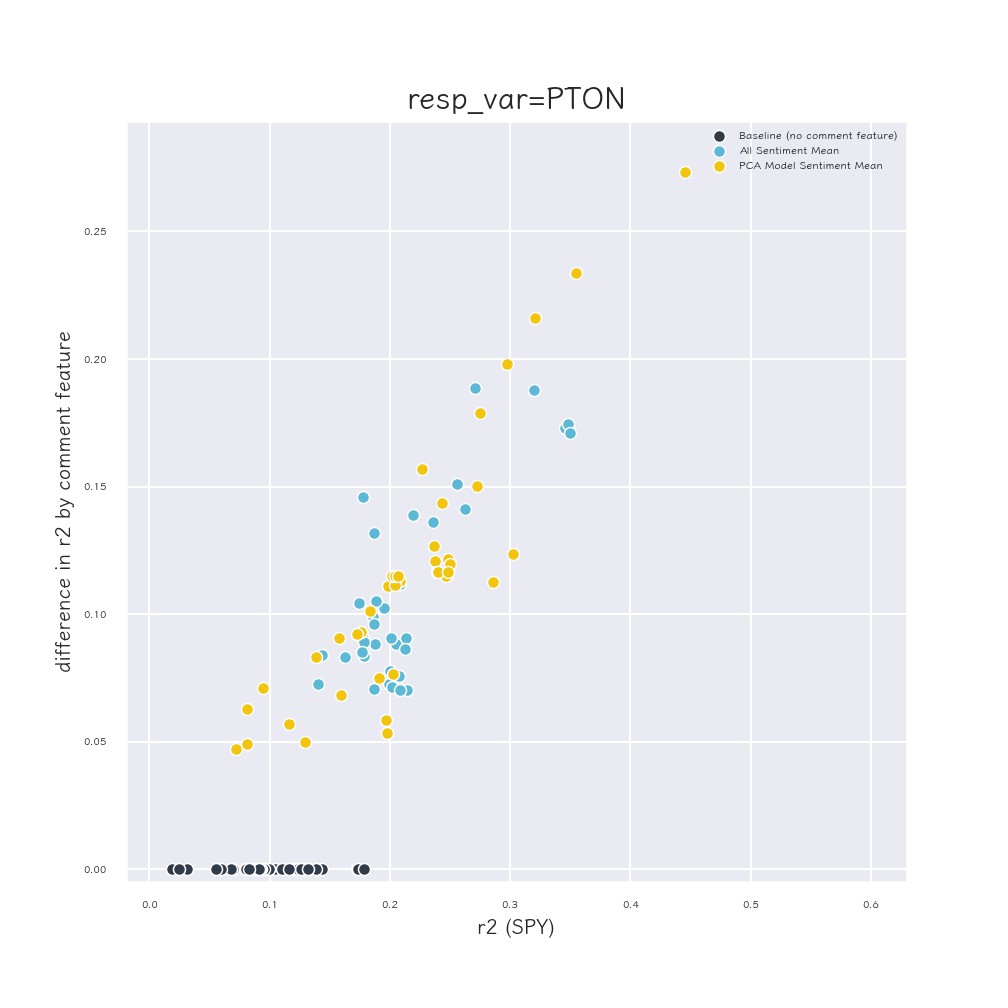 resp_var=PTON
Baseline (no comment feature)
All Sentiment Mean
PCA Model Sentiment Mean
difference in r2 by comment feature
0.25
0.20
0.15
0.10
0.05
0.00
0.0 0.1 0.2 0.3 0.4 0.5 0.6
r2 (SPY)